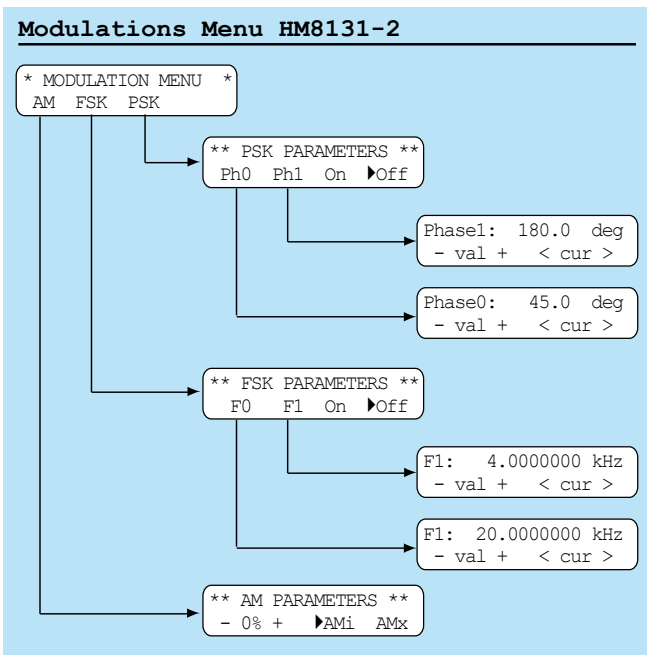 Modulations Menu HM8131-2
* MODULATION MENU *
AM FSK PSK
** PSK PARAMETERS **
Ph0 Ph1 On ▶Off
Phase1: 180.0 deg
- val + < cur >
Phase0: 45.0 deg
- val + < cur >
** FSK PARAMETERS **
F0 F1 On ▶Off
F1: 4.0000000 kHz
- val + < cur >
F1: 20.0000000 kHz
- val + < cur >
** AM PARAMETERS **
- 0% + ▶AMi AMx